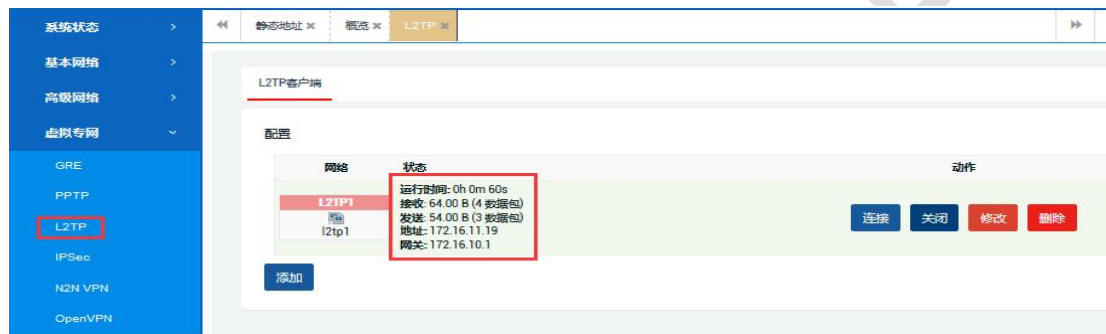 系统状态
静态地址
概览
L2TP
基本网络
高级网络
虚拟专网
GRE
PPTP
L2TP
IPSec
N2N VPN
OpenVPN
L2TP客户端
配置
网络 状态 动作
L2TP1
l2tp1
运行时间: 0h 0m 60s
接收: 64.00 B (4 数据包)
发送: 54.00 B (3 数据包)
地址: 172.16.11.19
网关: 172.16.10.1
连接 关闭 修改 删除
添加